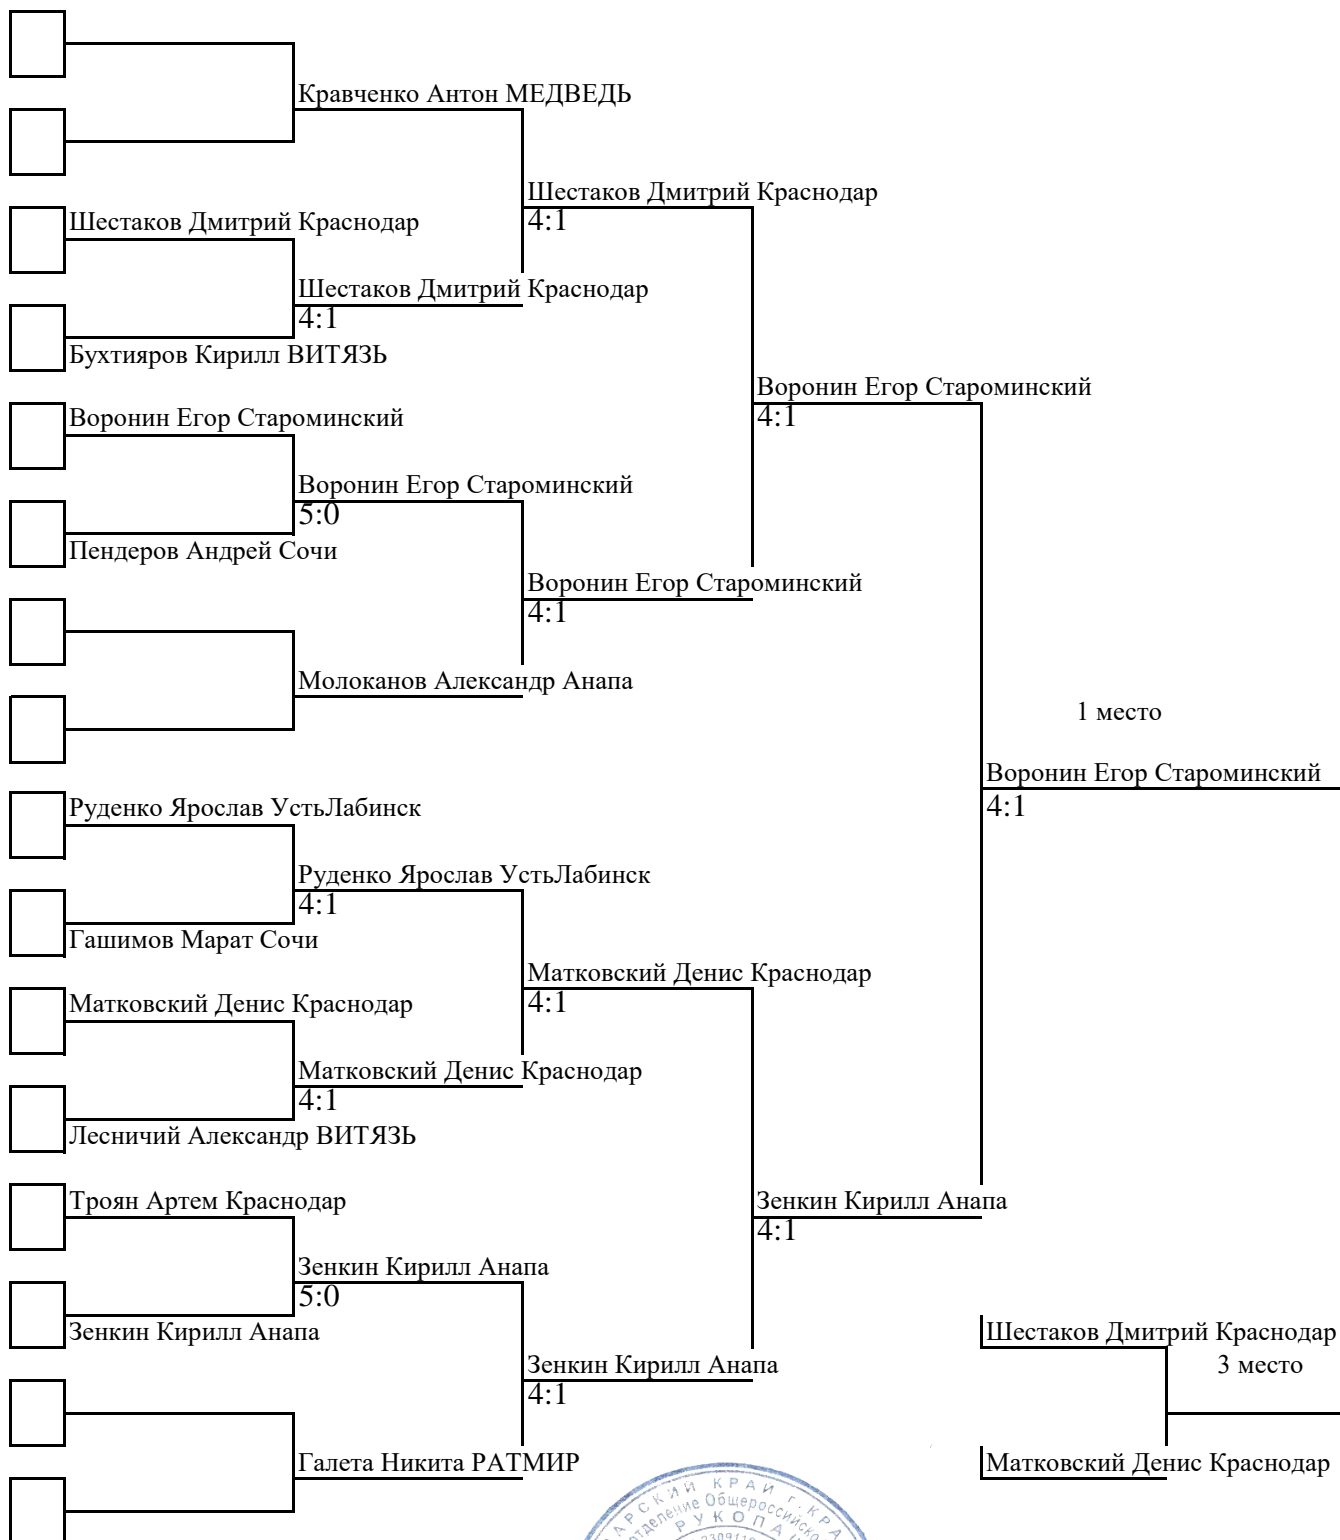 Кравченко Антон МЕДВЕДЬ
Шестаков Дмитрий Краснодар
4:1
Шестаков Дмитрий Краснодар
Шестаков Дмитрий Краснодар
4:1
Бухтияров Кирилл ВИТЯЗЬ
Воронин Егор Староминский
4:1
Воронин Егор Староминский
Воронин Егор Староминский
5:0
Пендеров Андрей Сочи
Воронин Егор Староминский
4:1
Молоканов Александр Анапа
1 место
Воронин Егор Староминский
4:1
Руденко Ярослав УстьЛабинск
Руденко Ярослав УстьЛабинск
4:1
Гашимов Марат Сочи
Матковский Денис Краснодар
4:1
Матковский Денис Краснодар
Матковский Денис Краснодар
4:1
Лесничий Александр ВИТЯЗЬ
Троян Артем Краснодар
Зенкин Кирилл Анапа
4:1
Зенкин Кирилл Анапа
5:0
Зенкин Кирилл Анапа
Шестаков Дмитрий Краснодар
3 место
Зенкин Кирилл Анапа
4:1
Галета Никита РАТМИР
Матковский Денис Краснодар
КРАЙ г.
отделение Общероссийско